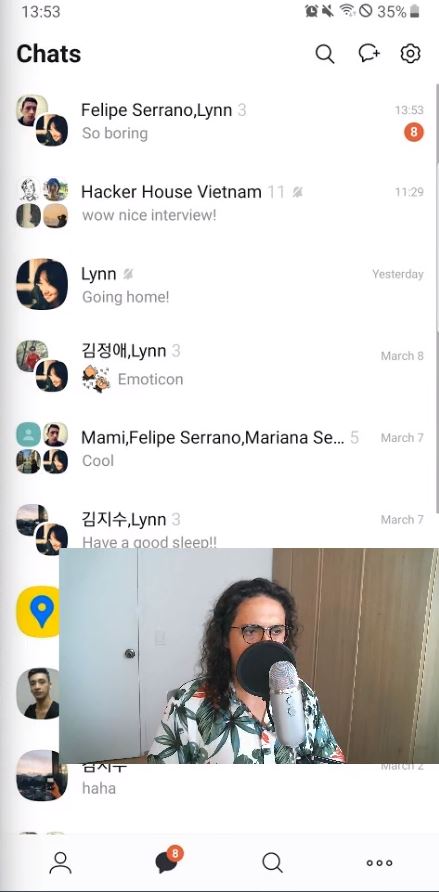 13:53
35%
Chats
Felipe Serrano,Lynn 3
13:53
So boring
8
Hacker House Vietnam 11
11:29
wow nice interview!
Lynn
Yesterday
Going home!
김정애,Lynn 3
March 8
Emoticon
Mami,Felipe Serrano,Mariana Se... 5
March 7
Cool
김지수,Lynn 3
March 7
Have a good sleep!!
김지수
March 2
haha
8